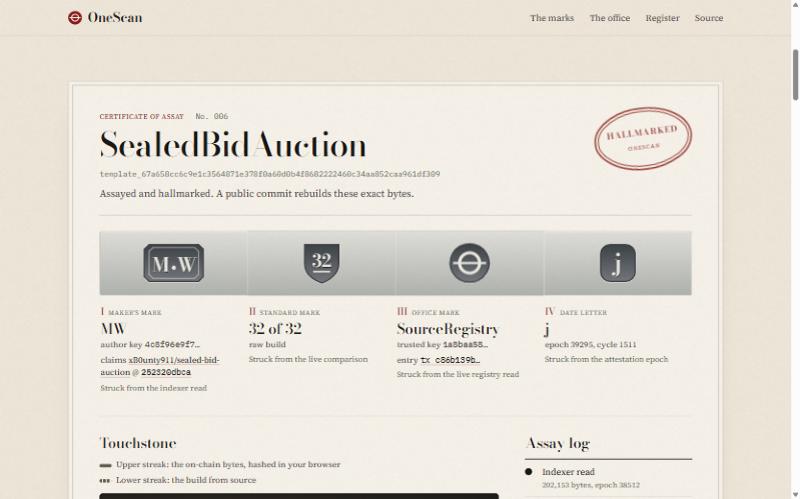 OneScan
The marks The office Register Source
CERTIFICATE OF ASSAY No. 006
SealedBidAuction
HALLMARKED
ONESCAN
template_67a658cc6c9e1c3564871e378f0a60d0b4f8682222460c34aa852caa961df309
Assayed and hallmarked. A public commit rebuilds these exact bytes.
M·W
32
j
I MAKER'S MARK
MW
author key 4c8f96e9f7…
claims xB0unty911/sealed-bid-
auction @ 252320dbca
Struck from the indexer read
II STANDARD MARK
32 of 32
raw build
Struck from the live comparison
III OFFICE MARK
SourceRegistry
trusted key 1a5baa55…
entry tx c86b139b…
Struck from the live registry read
IV DATE LETTER
j
epoch 39295, cycle 1511
Struck from the attestation epoch
Touchstone
Upper streak: the on-chain bytes, hashed in your browser
Lower streak: the build from source
Assay log
Indexer read
202,153 bytes, epoch 38512